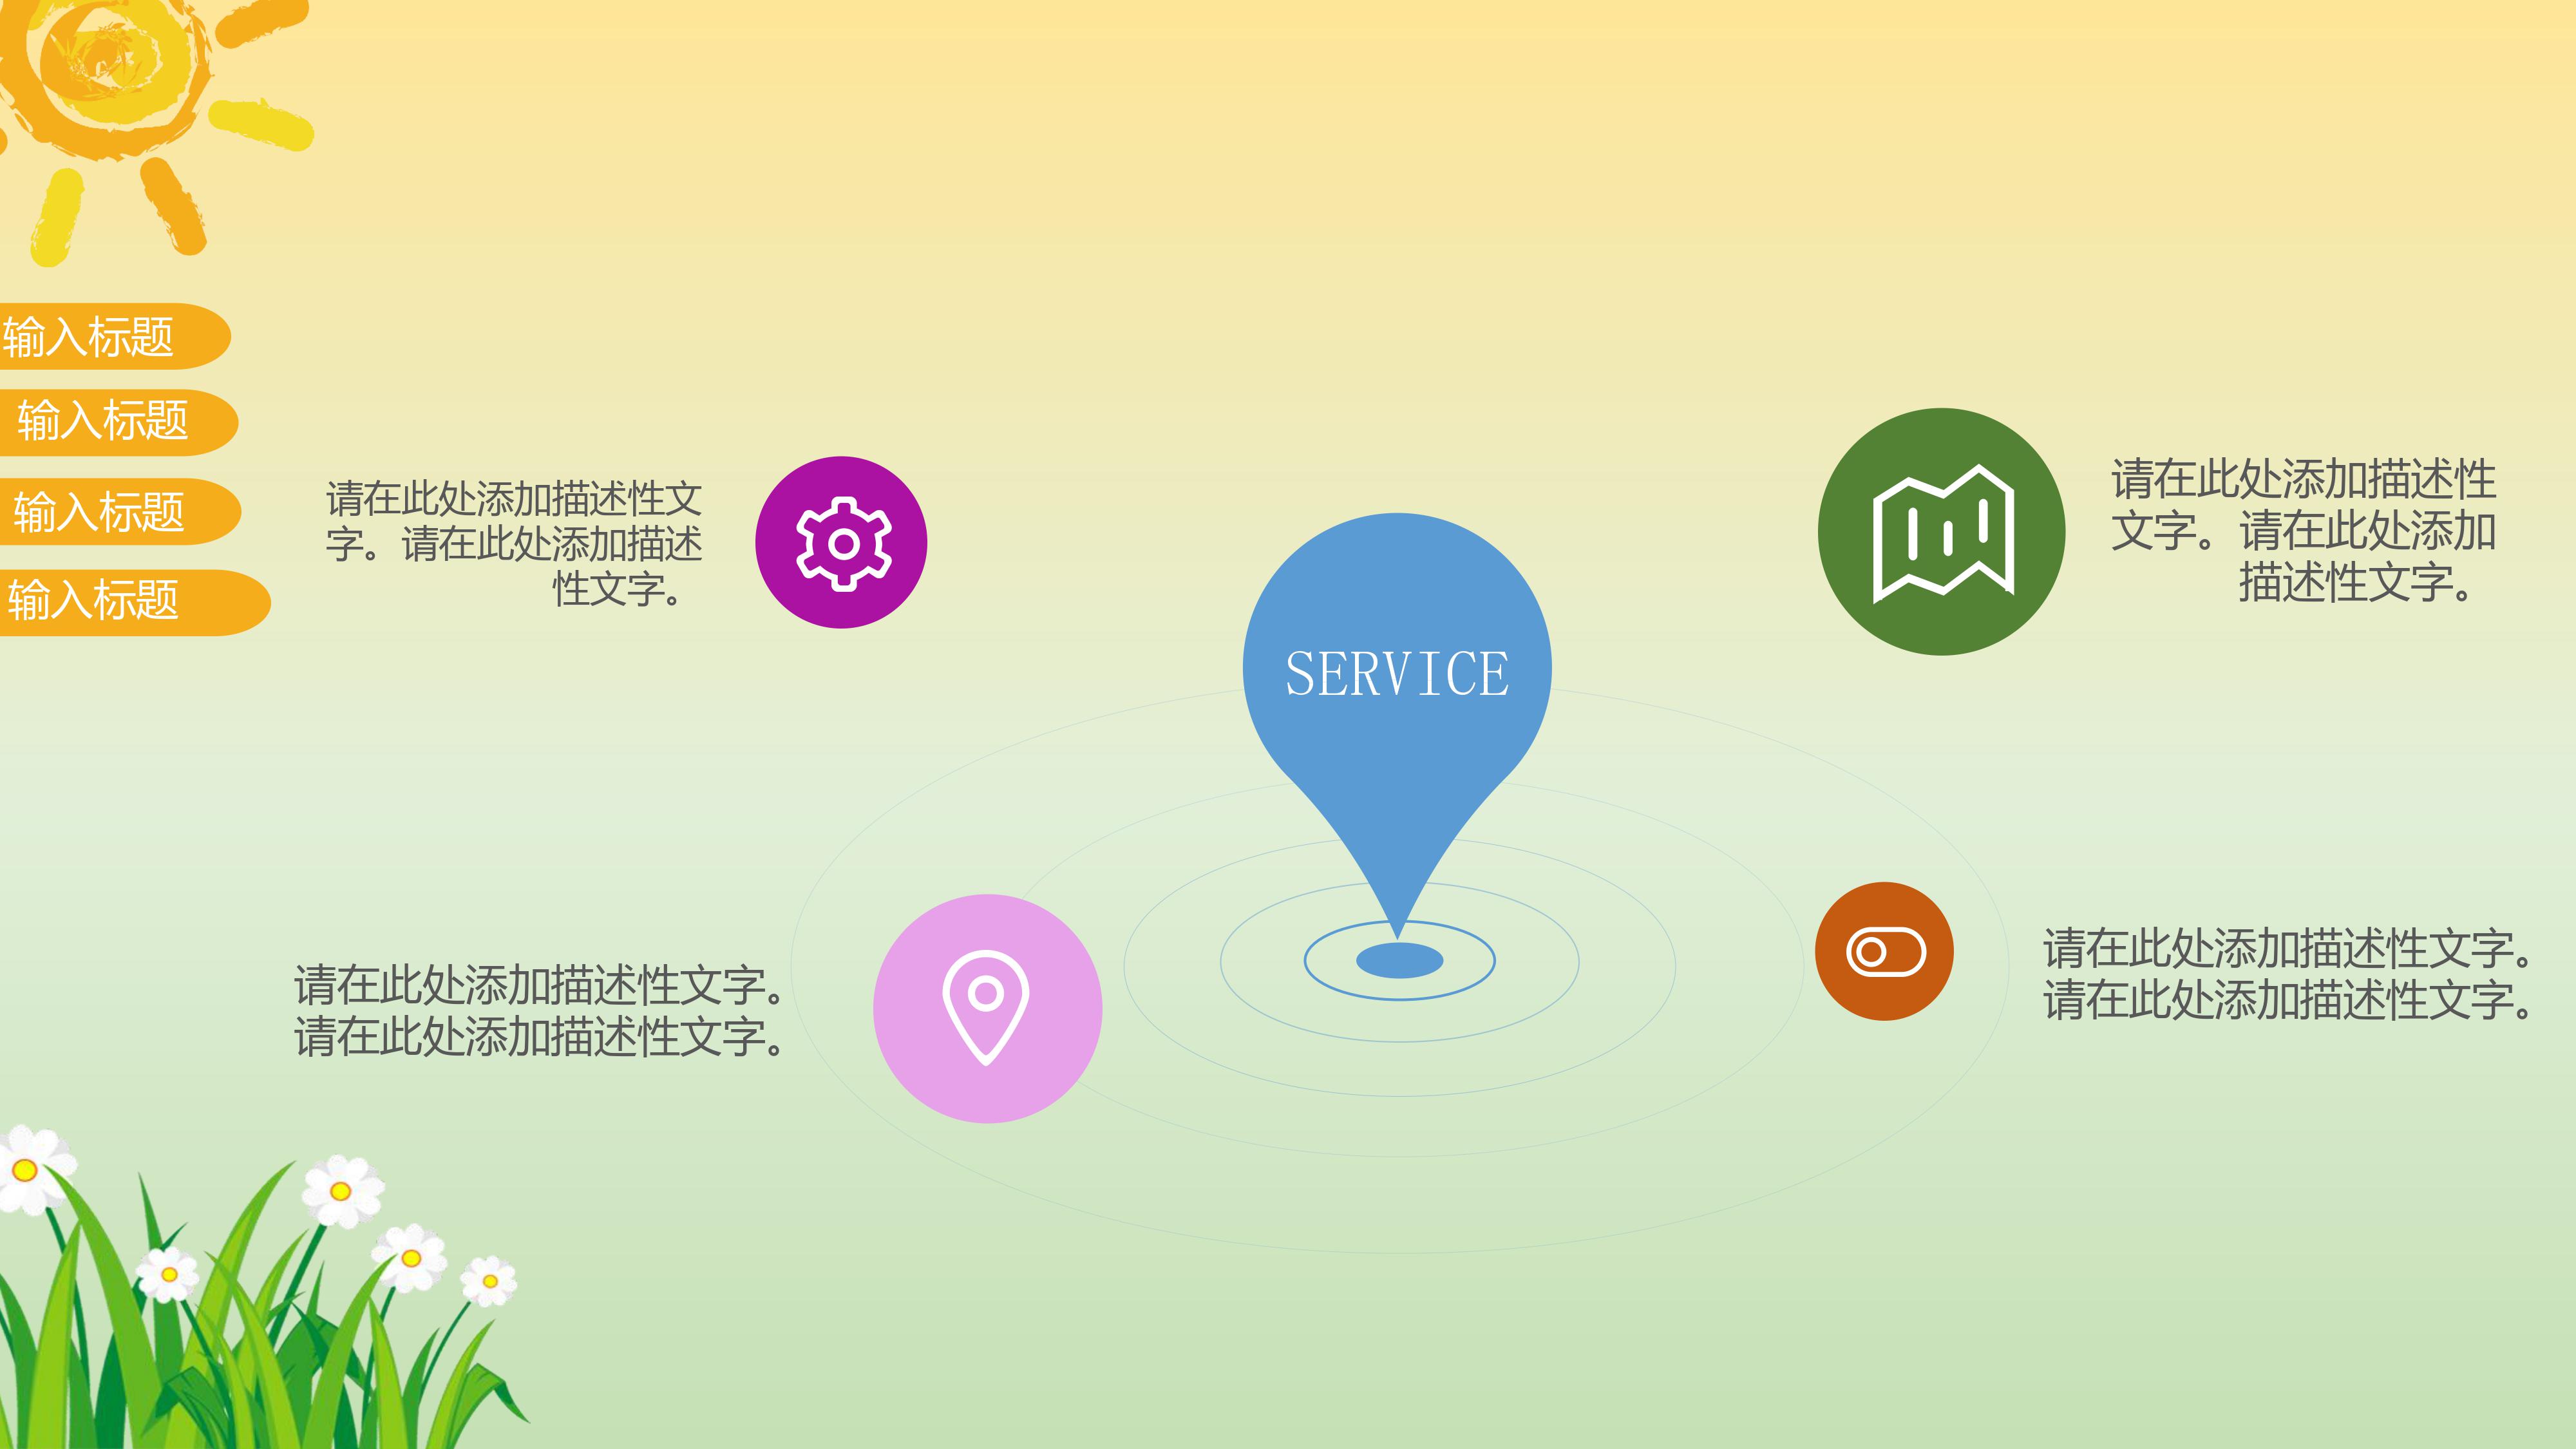 输入标题
输入标题
输入标题
输入标题
请在此处添加描述性文
字。请在此处添加描述
性文字。
SERVICE
请在此处添加描述性
文字。请在此处添加
描述性文字。
请在此处添加描述性文字。
请在此处添加描述性文字。
请在此处添加描述性文字。
请在此处添加描述性文字。